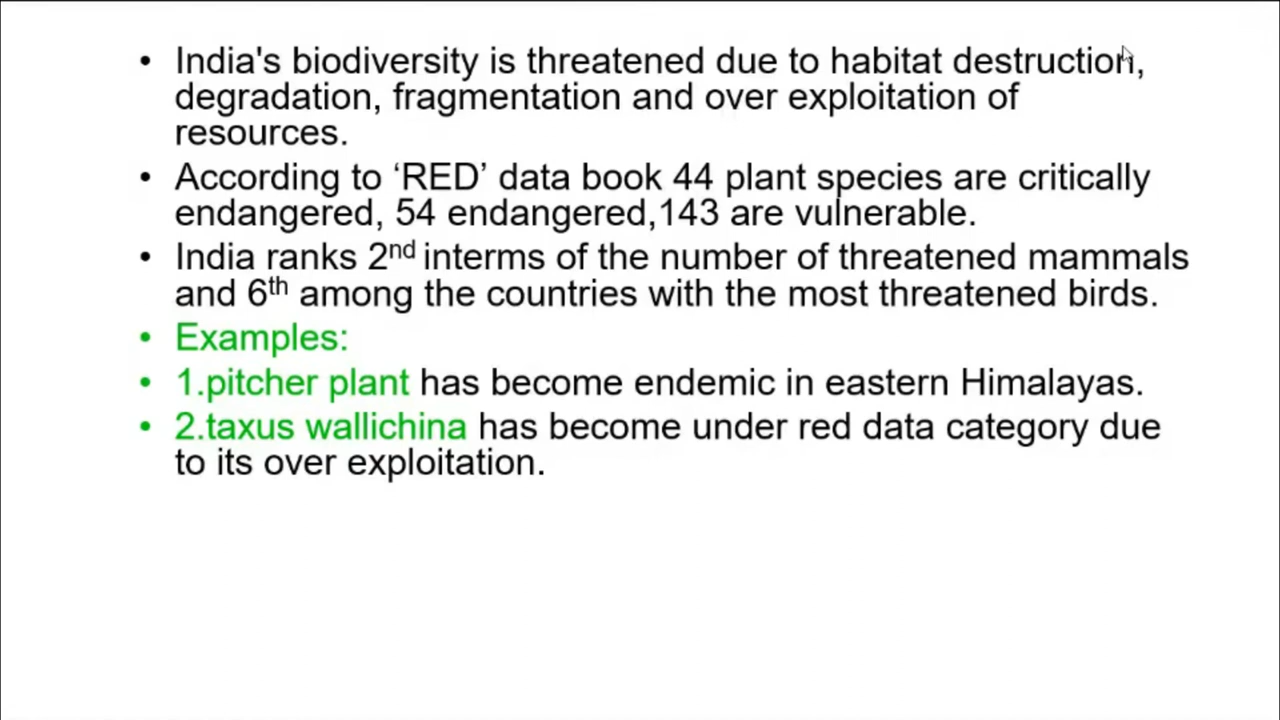 • India's biodiversity is threatened due to habitat destruction,
degradation, fragmentation and over exploitation of
resources.
• According to ‘RED’ data book 44 plant species are critically
endangered, 54 endangered,143 are vulnerable.
• India ranks 2nd interms of the number of threatened mammals
and 6th among the countries with the most threatened birds.
• Examples:
• 1.pitcher plant has become endemic in eastern Himalayas.
• 2.taxus wallichina has become under red data category due
to its over exploitation.